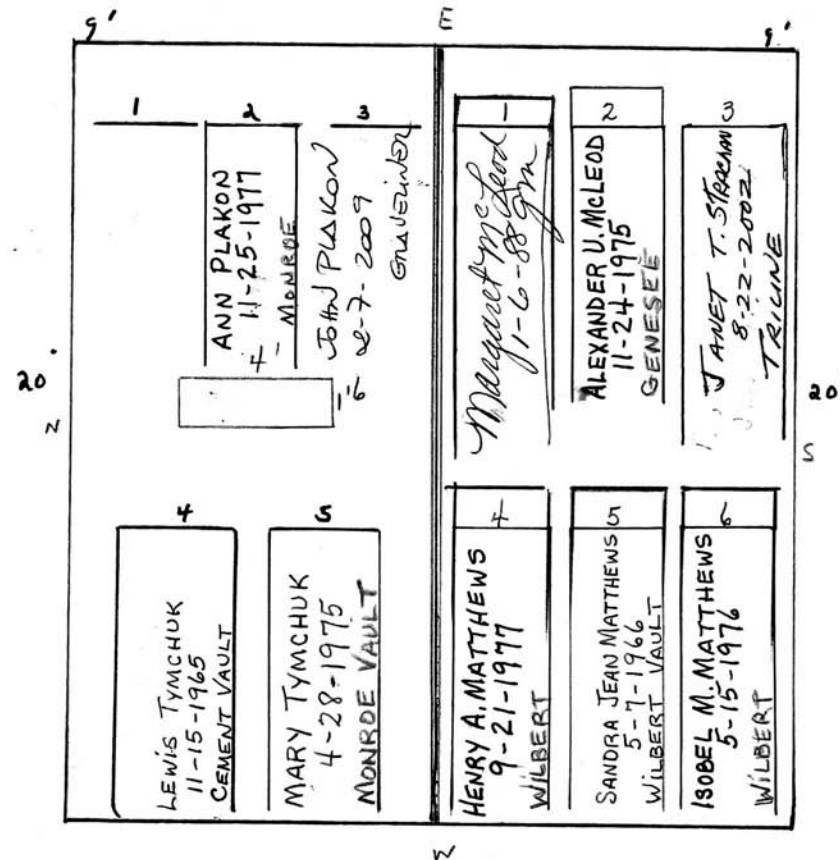 9'
E
9'
1
2
3
ANN PLAKON
11-25-1977
MONROE
4'
JOHN PLAKON
2-7-2009
GRAVELINER
1
Margaret McLeod
1-6-88 gm
2
ALEXANDER U. MCLEOD
11-24-1975
GENESEE
3
JANET T. STRACHAN
8-22-2002
TRILINE
20'
N
1'6
20
S
4
LEWIS TYMCHUK
11-15-1965
CEMENT VAULT
5
MARY TYMCHUK
4-28-1975
MONROE VAULT
4
HENRY A. MATTHEWS
9-21-1977
WILBERT
5
SANDRA JEAN MATTHEWS
5-7-1966
WILBERT VAULT
6
ISOBEL M. MATTHEWS
5-15-1976
WILBERT
W